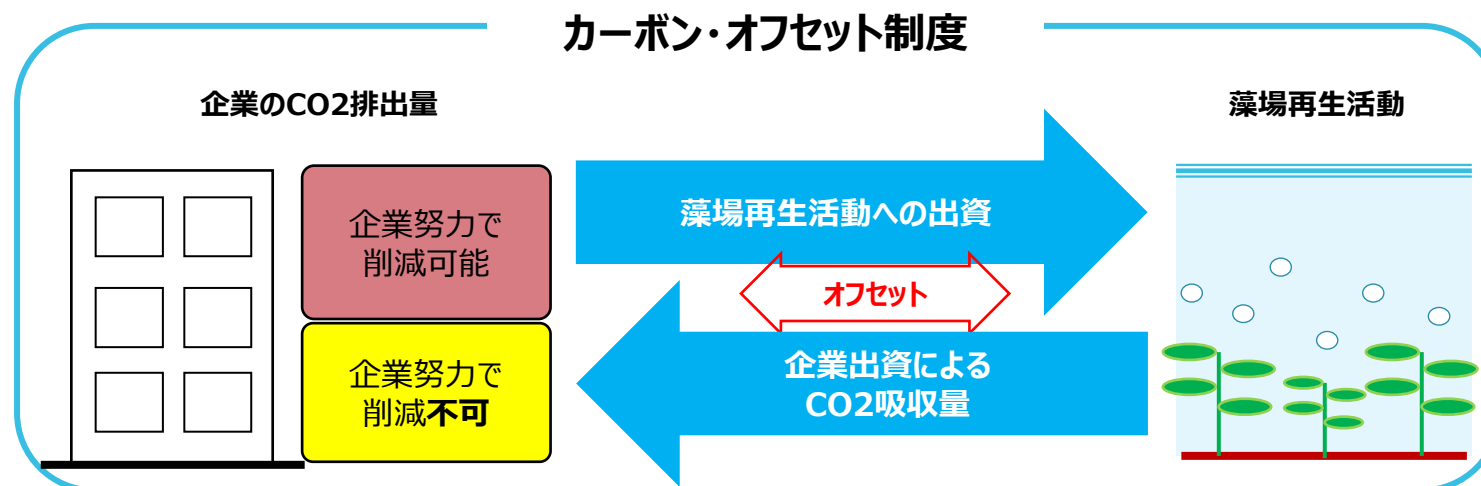 カーボン・オフセット制度
企業のCO2排出量
藻場再生活動
企業努力で
削減可能
藻場再生活動への出資
オフセット
企業努力で
削減不可
企業出資による
CO2吸収量